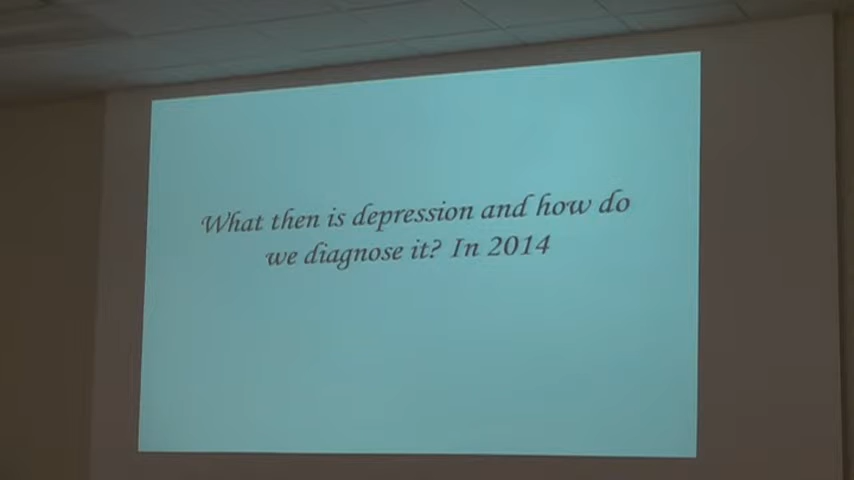 What then is depression and how do
we diagnose it? In 2014